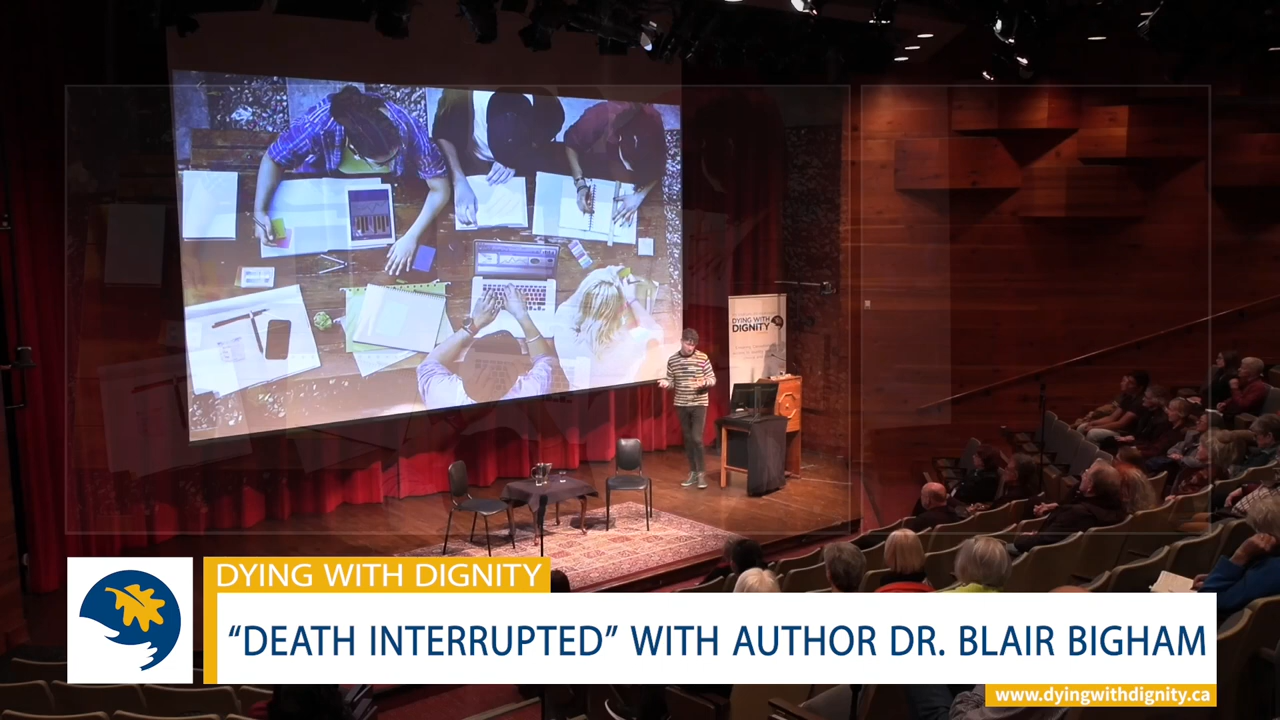 DYING WITH
DIGNITY
DYING WITH DIGNITY
“DEATH INTERRUPTED” WITH AUTHOR DR. BLAIR BIGHAM
www.dyingwithdignity.ca